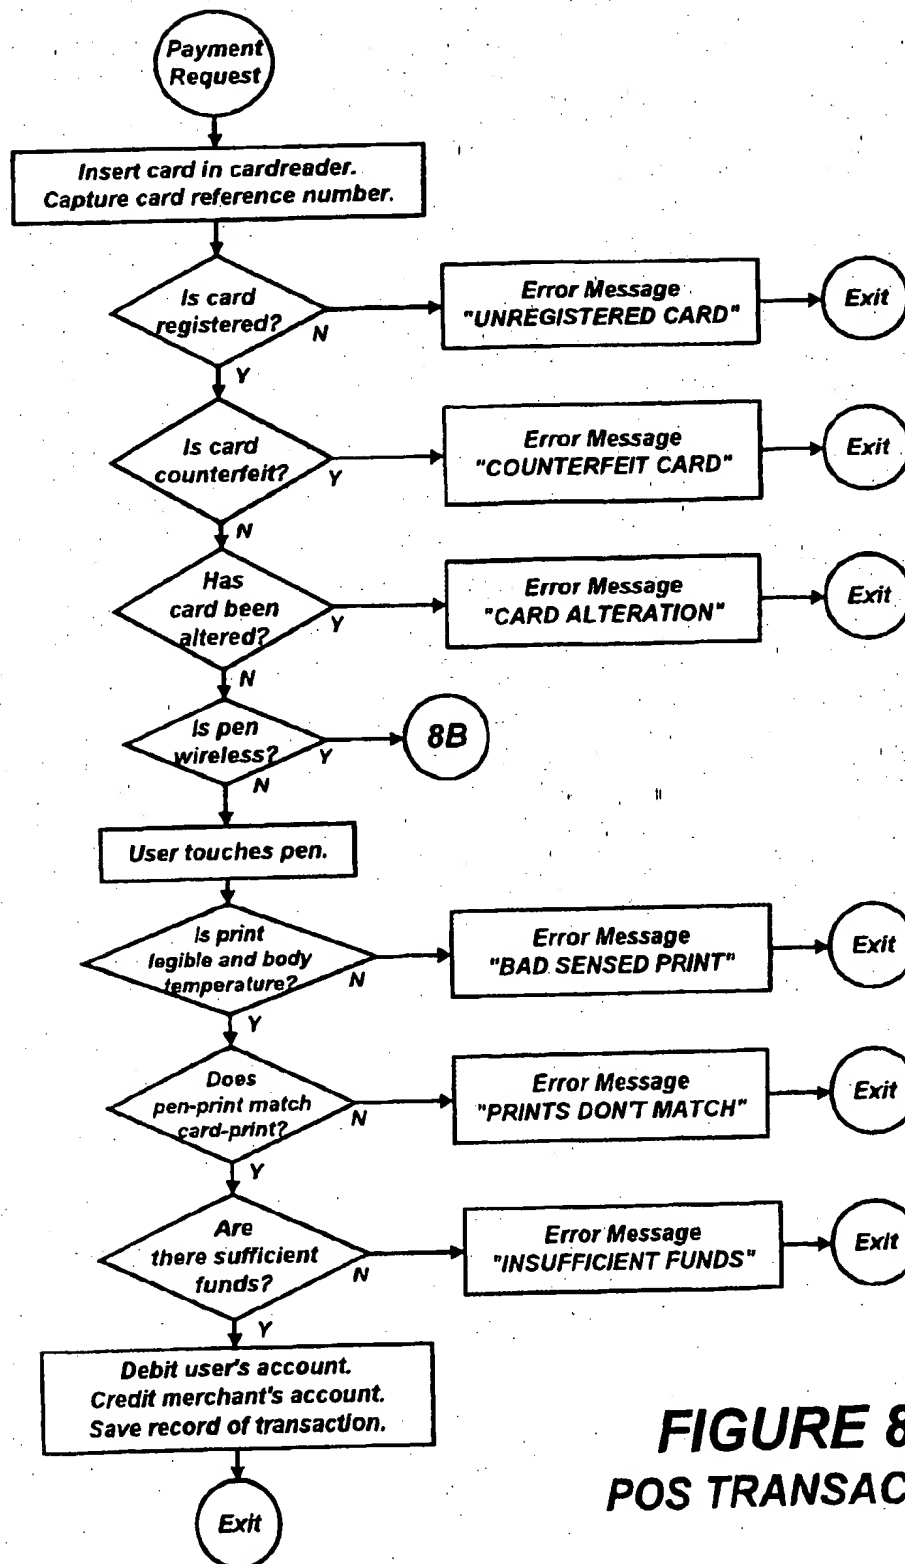 Payment
Request
Insert card in cardreader.
Capture card reference number.
Is card
registered?
N
Error Message
"UNREGISTERED CARD"
Exit
Y
Is card
counterfeit?
Y
Error Message
"COUNTERFEIT CARD"
Exit
N
Has
card been
altered?
Y
Error Message
"CARD ALTERATION"
Exit
N
Is pen
wireless?
Y
8B
N
User touches pen.
Is print
legible and body
temperature?
N
Error Message
"BAD SENSED PRINT"
Exit
Y
Does
pen-print match
card-print?
N
Error Message
"PRINTS DON'T MATCH"
Exit
Y
Are
there sufficient
funds?
N
Error Message
"INSUFFICIENT FUNDS"
Exit
Y
Debit user's account.
Credit merchant's account.
Save record of transaction.
Exit
FIGURE 8
POS TRANSAC